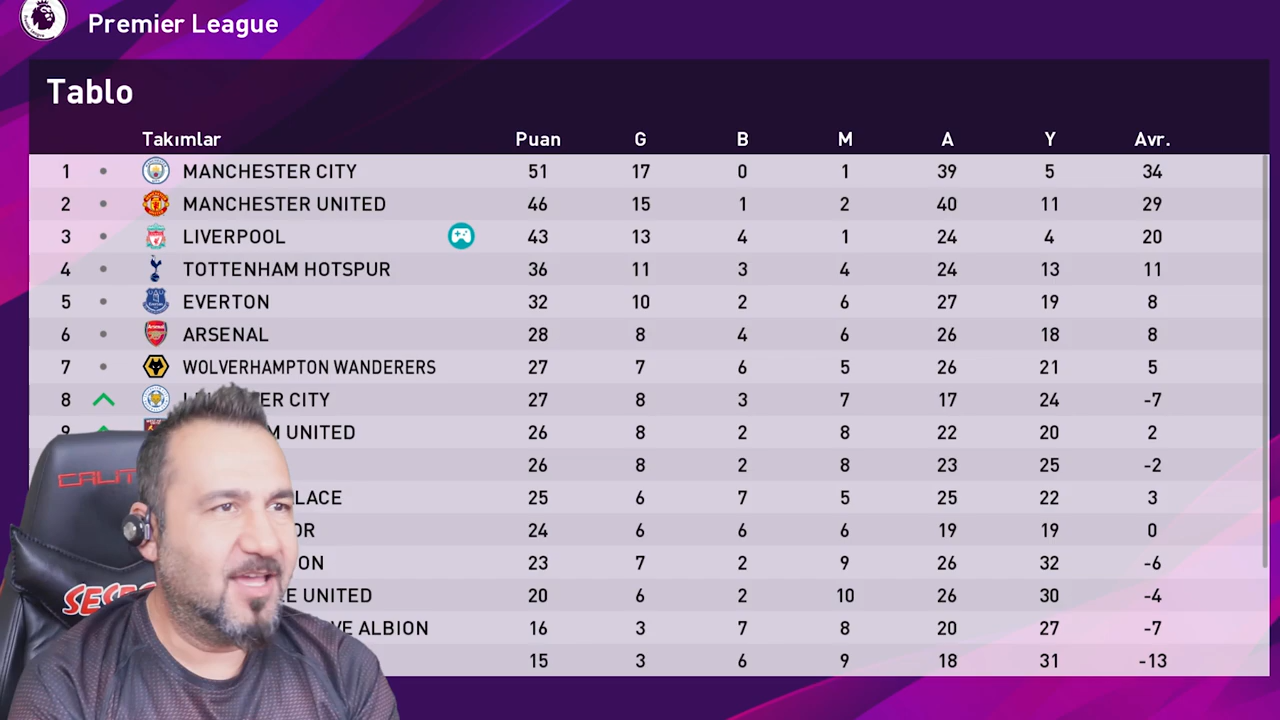 Premier League
Tablo
Takımlar Puan G B M A Y Avr.
1 MANCHESTER CITY 51 17 0 1 39 5 34
2 MANCHESTER UNITED 46 15 1 2 40 11 29
3 LIVERPOOL 43 13 4 1 24 4 20
4 TOTTENHAM HOTSPUR 36 11 3 4 24 13 11
5 EVERTON 32 10 2 6 27 19 8
6 ARSENAL 28 8 4 6 26 18 8
7 WOLVERHAMPTON WANDERERS 27 7 6 5 26 21 5
8 CITY 27 8 3 7 17 24 -7
9 UNITED 26 8 2 8 22 20 2
26 8 2 8 23 25 -2
25 6 7 5 25 22 3
24 6 6 6 19 19 0
23 7 2 9 26 32 -6
UNITED 20 6 2 10 26 30 -4
ALBION 16 3 7 8 20 27 -7
15 3 6 9 18 31 -13